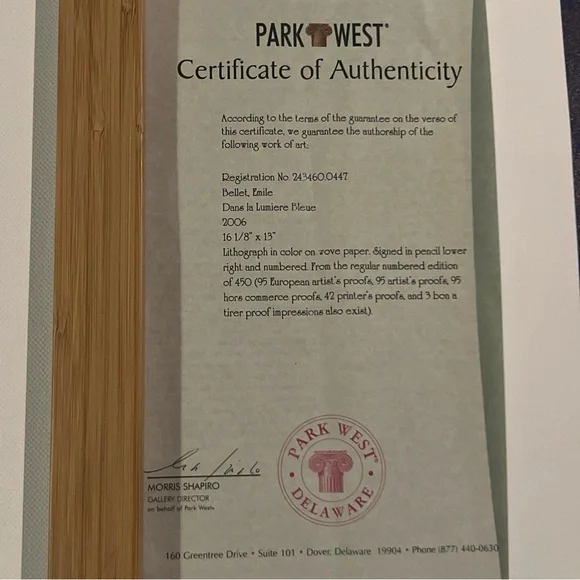 PARK WEST®
Certificate of Authenticity
According to the terms of the guarantee on the verso of
this certificate, we guarantee the authorship of the
following work of art:
Registration No. 243460.0447
Bellet, Emile
Dans la Lumiere Bleue
2006
16 1/8" x 13"
Lithograph in color on wove paper. Signed in pencil lower
right and numbered. From the regular numbered edition
of 450 (95 European artist's proofs, 95 artist's proofs, 95
hors commerce proofs, 42 printer's proofs, and 3 bon a
tirer proof impressions also exist).
MORRIS SHAPIRO
GALLERY DIRECTOR
on behalf of Park West®
PARK WEST®
• DELAWARE •
160 Greentree Drive • Suite 101 • Dover, Delaware 19904 • Phone (877) 440-0630